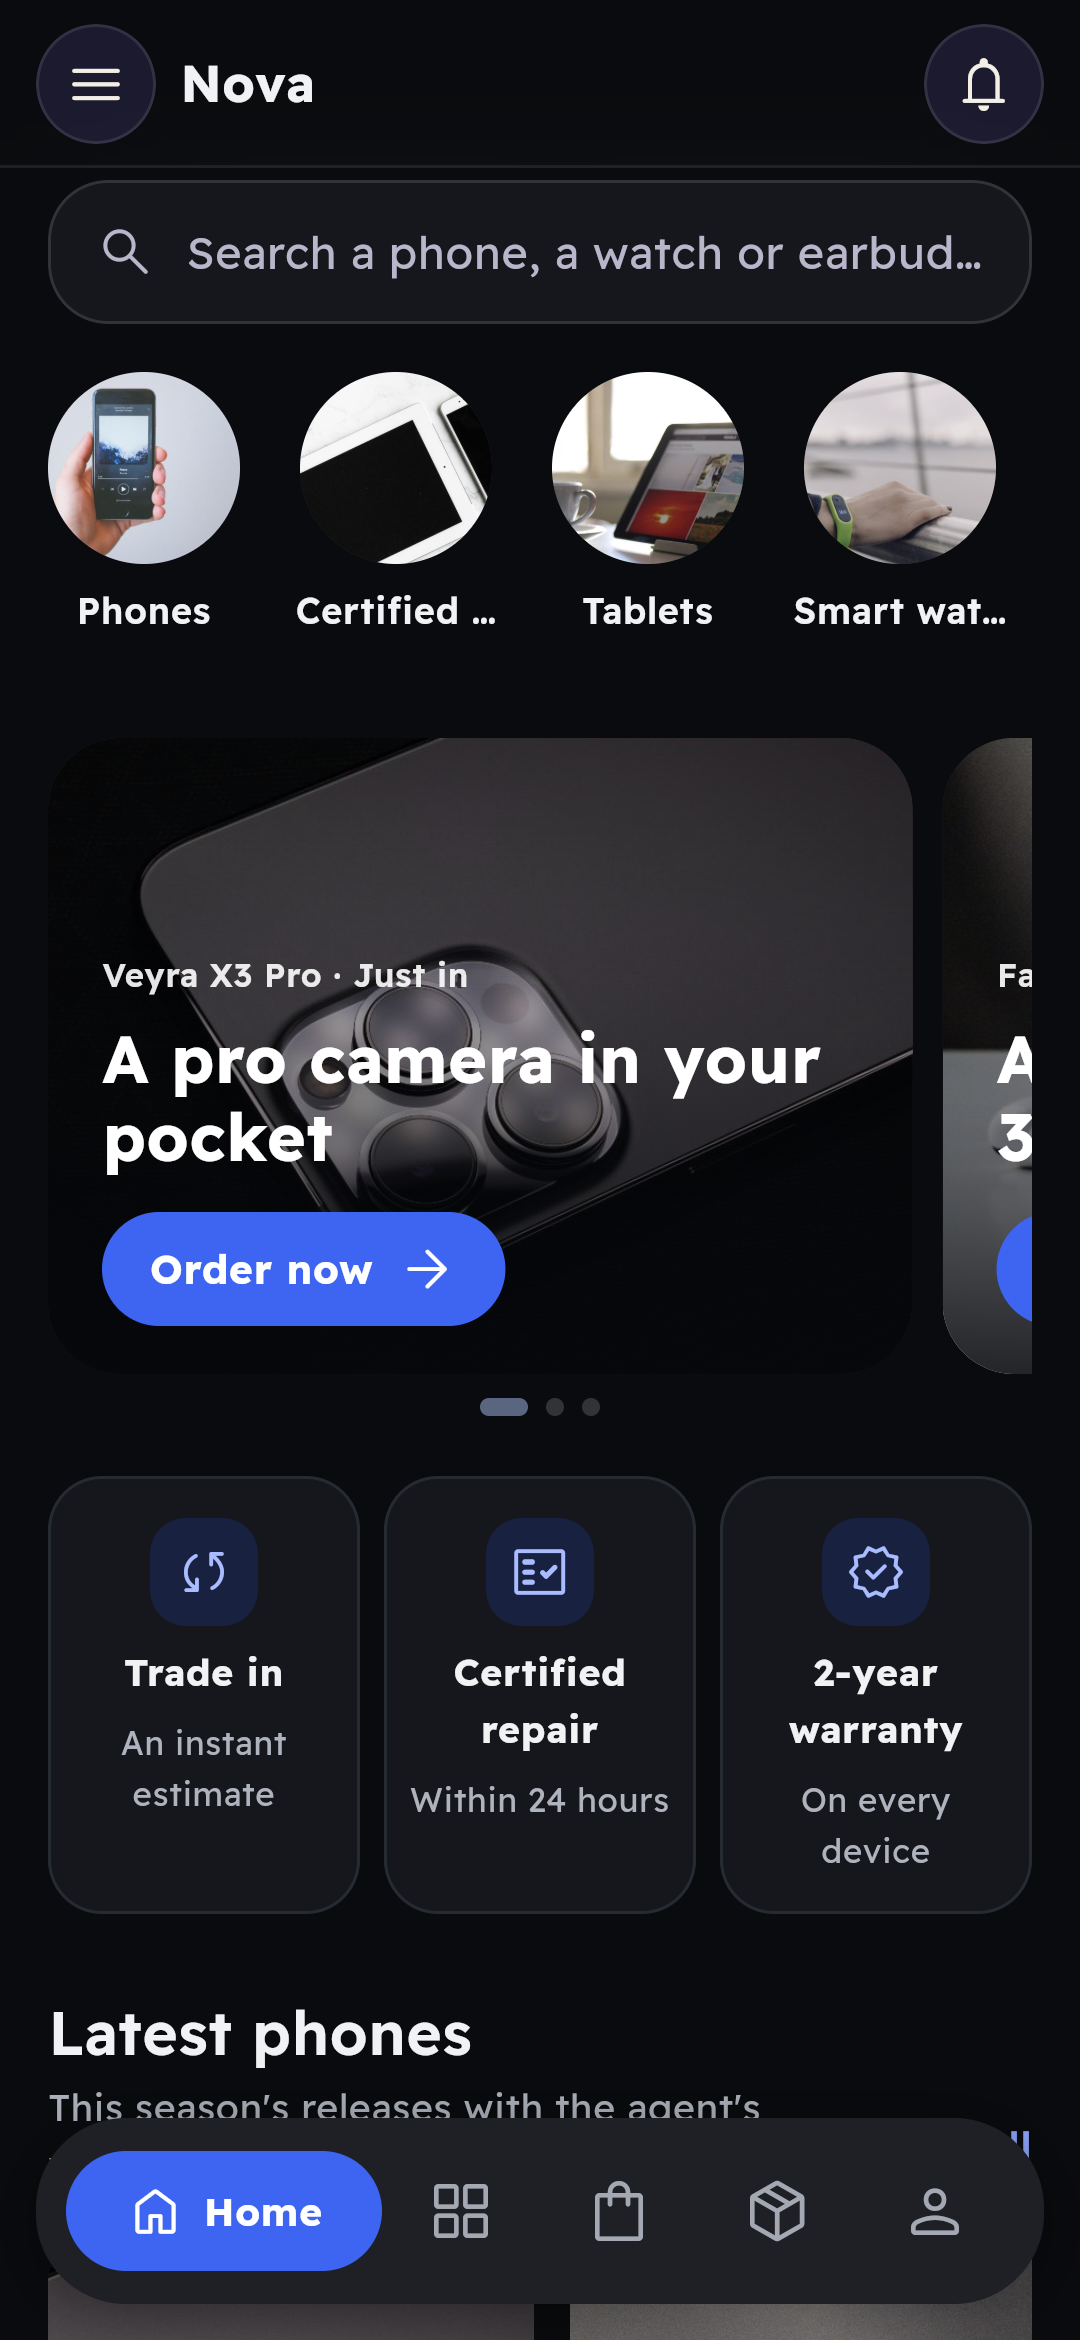 Nova
Search a phone, a watch or earbud...
Phones
Certified ...
Tablets
Smart wat...
Veyra X3 Pro · Just in
A pro camera in your
pocket
Order now
Fa
A
3
Trade in
An instant
estimate
Certified
repair
Within 24 hours
2-year
warranty
On every
device
Latest phones
This season's releases with the agent's
Home